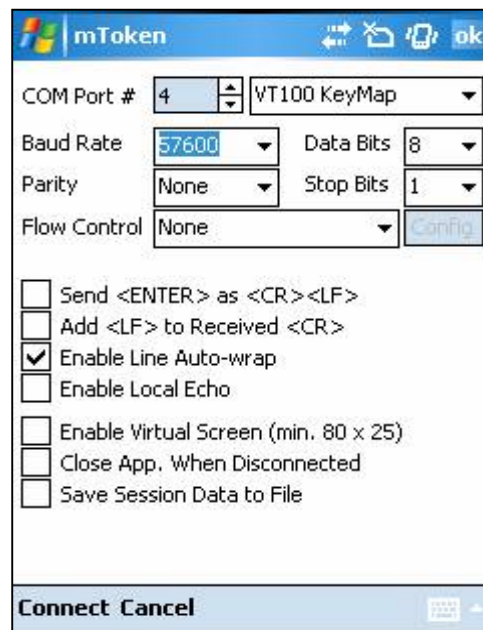 mToken ok
COM Port # 4 VT100 KeyMap
Baud Rate 57600 Data Bits 8
Parity None Stop Bits 1
Flow Control None Config
Send <ENTER> as <CR><LF>
Add <LF> to Received <CR>
Enable Line Auto-wrap
Enable Local Echo
Enable Virtual Screen (min. 80 x 25)
Close App. When Disconnected
Save Session Data to File
Connect Cancel